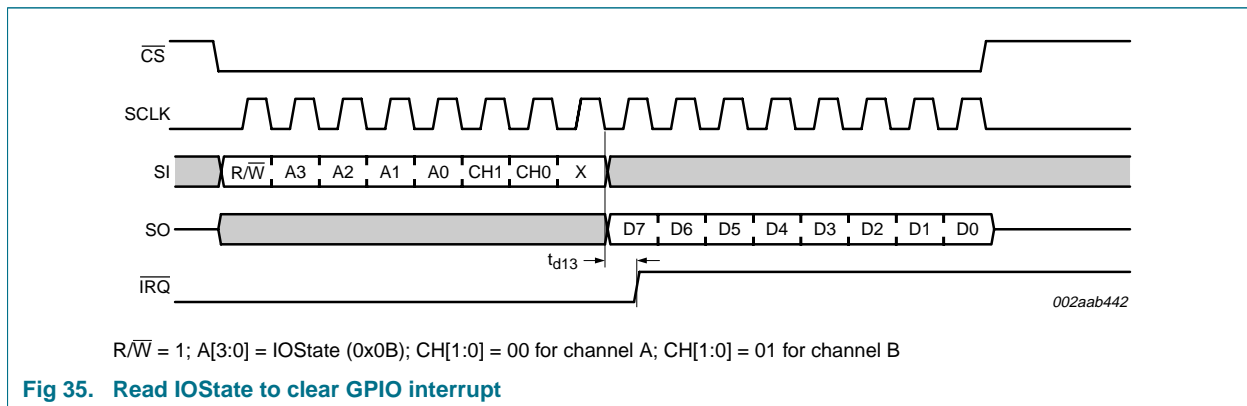 C̅S̅
SCLK
SI R/W̅ A3 A2 A1 A0 CH1 CH0 X
SO D7 D6 D5 D4 D3 D2 D1 D0
td13
I̅R̅Q̅
002aab442
R/W̅ = 1; A[3:0] = IOState (0x0B); CH[1:0] = 00 for channel A; CH[1:0] = 01 for channel B
Fig 35. Read IOState to clear GPIO interrupt